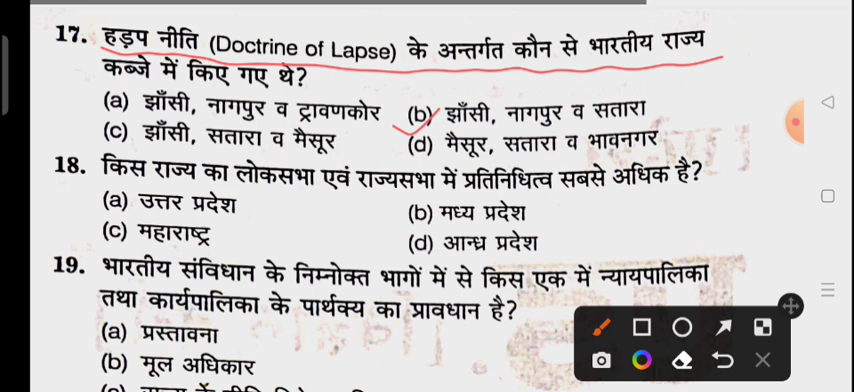 17. हड़प नीति (Doctrine of Lapse) के अन्तर्गत कौन से भारतीय राज्य
कब्जे में किए गए थे?
(a) झाँसी, नागपुर व ट्रावणकोर (b) झाँसी, नागपुर व सतारा
(c) झाँसी, सतारा व मैसूर (d) मैसूर, सतारा व भावनगर
18. किस राज्य का लोकसभा एवं राज्यसभा में प्रतिनिधित्व सबसे अधिक है?
(a) उत्तर प्रदेश (b) मध्य प्रदेश
(c) महाराष्ट्र (d) आन्ध्र प्रदेश
19. भारतीय संविधान के निम्नोक्त भागों में से किस एक में न्यायपालिका
तथा कार्यपालिका के पार्थक्य का प्रावधान है?
(a) प्रस्तावना
(b) मूल अधिकार